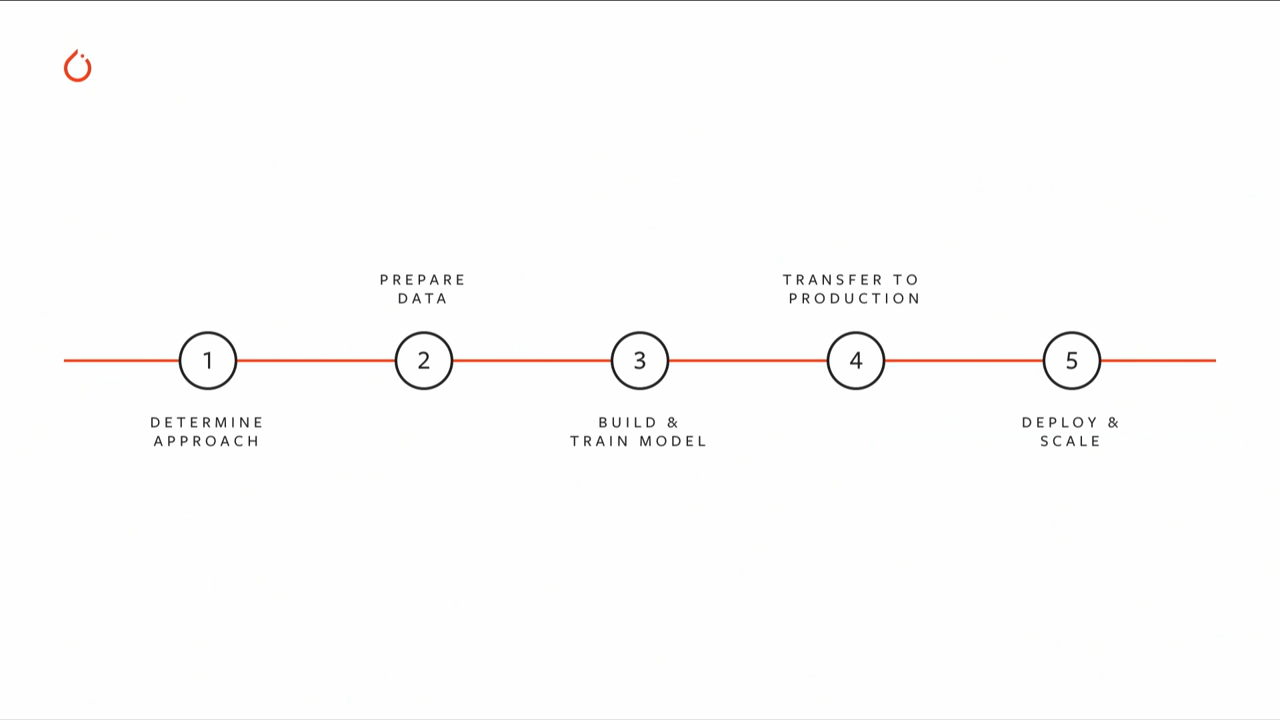 1
DETERMINE
APPROACH
PREPARE
DATA
2
3
BUILD &
TRAIN MODEL
TRANSFER TO
PRODUCTION
4
5
DEPLOY &
SCALE